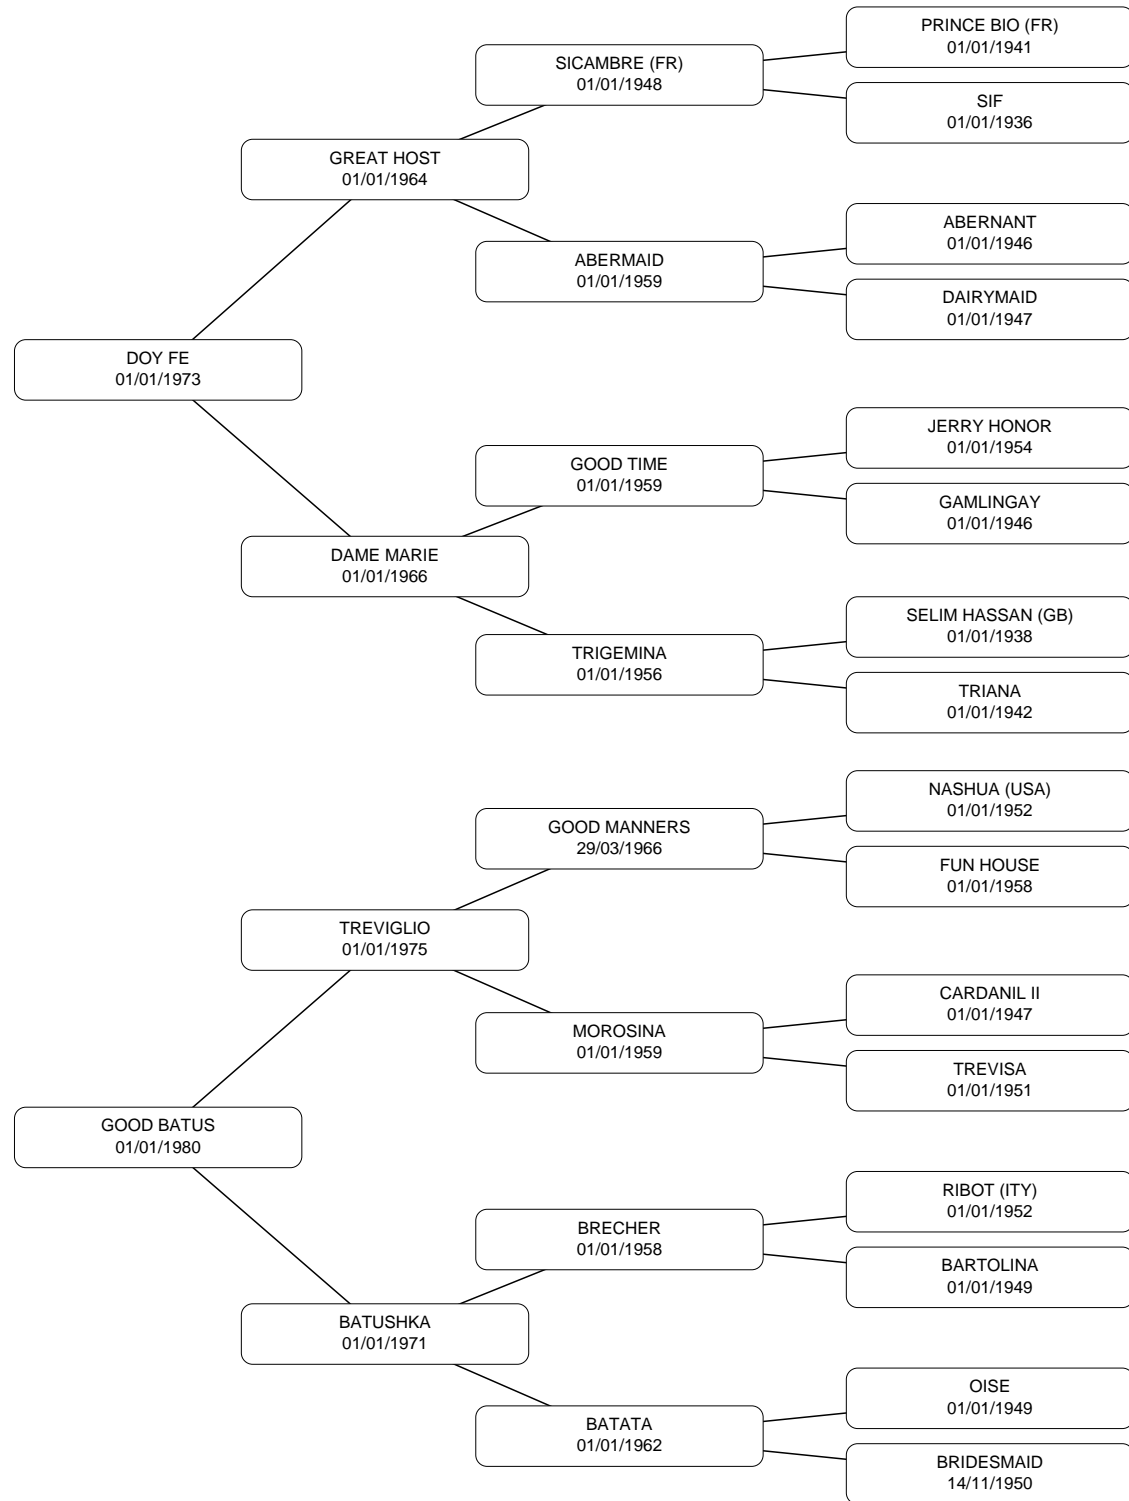 PRINCE BIO (FR)
01/01/1941
SICAMBRE (FR)
01/01/1948
SIF
01/01/1936
GREAT HOST
01/01/1964
ABERNANT
01/01/1946
ABERMAID
01/01/1959
DAIRYMAID
01/01/1947
DOY FE
01/01/1973
JERRY HONOR
01/01/1954
GOOD TIME
01/01/1959
GAMLINGAY
01/01/1946
DAME MARIE
01/01/1966
SELIM HASSAN (GB)
01/01/1938
TRIGEMINA
01/01/1956
TRIANA
01/01/1942
NASHUA (USA)
01/01/1952
GOOD MANNERS
29/03/1966
FUN HOUSE
01/01/1958
TREVIGLIO
01/01/1975
CARDANIL II
01/01/1947
MOROSINA
01/01/1959
TREVISA
01/01/1951
GOOD BATUS
01/01/1980
RIBOT (ITY)
01/01/1952
BRECHER
01/01/1958
BARTOLINA
01/01/1949
BATUSHKA
01/01/1971
OISE
01/01/1949
BATATA
01/01/1962
BRIDESMAID
14/11/1950